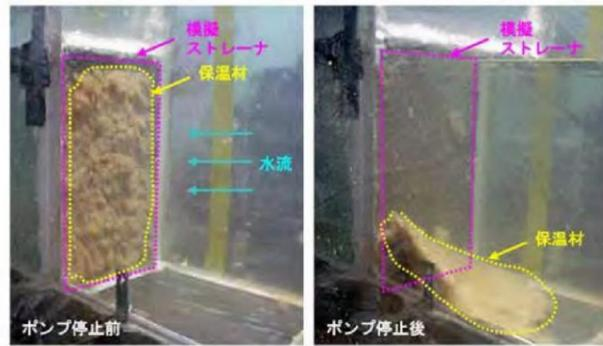 模擬
ストレーナ
保温材
水流
ポンプ停止前
模擬
ストレーナ
保温材
ポンプ停止後